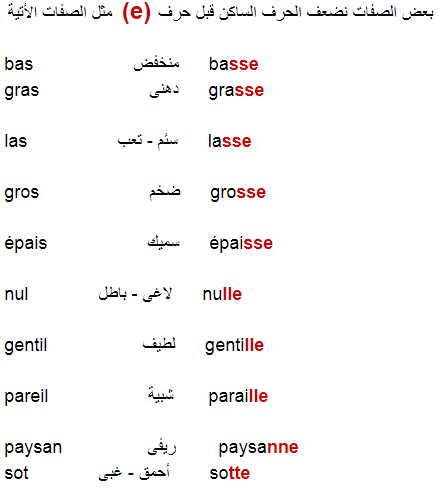 بعض الصفات نضعف الحرف الساكن قبل حرف (e) مثل الصفات الأتية
bas منخفض basse
gras دهنى grasse
las سئم - تعب lasse
gros ضخم grosse
épais سميك épaisse
nul لاغى - باطل nulle
gentil لطيف gentille
pareil شبية paraille
paysan ريفى paysanne
sot أحمق - غبى sotte